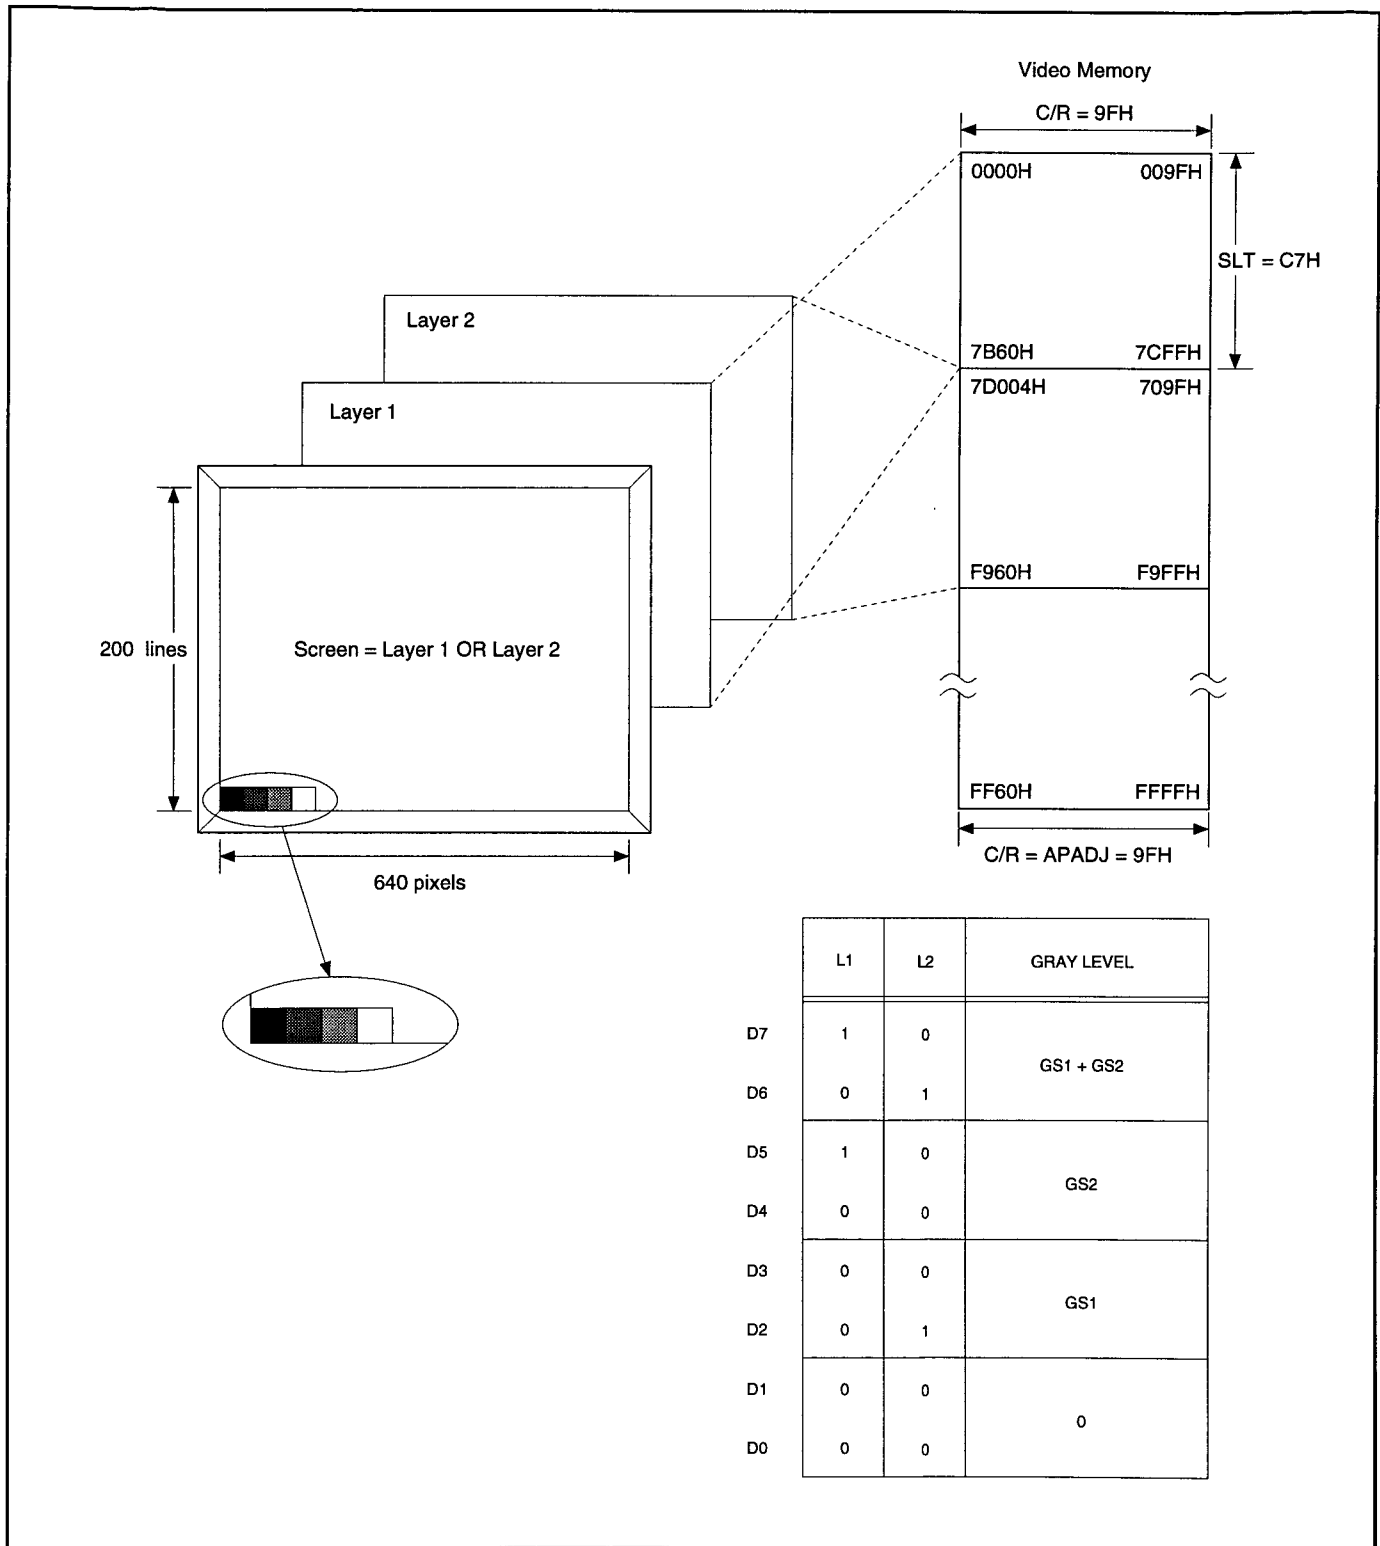 Video Memory
C/R = 9FH
0000H 009FH
SLT = C7H
7B60H 7CFFH
7D004H 709FH
F960H F9FFH
FF60H FFFFH
C/R = APADJ = 9FH
Layer 2
Layer 1
200 lines
Screen = Layer 1 OR Layer 2
640 pixels
L1 L2 GRAY LEVEL
D7 1 0
GS1 + GS2
D6 0 1
D5 1 0
GS2
D4 0 0
D3 0 0
GS1
D2 0 1
D1 0 0
0
D0 0 0